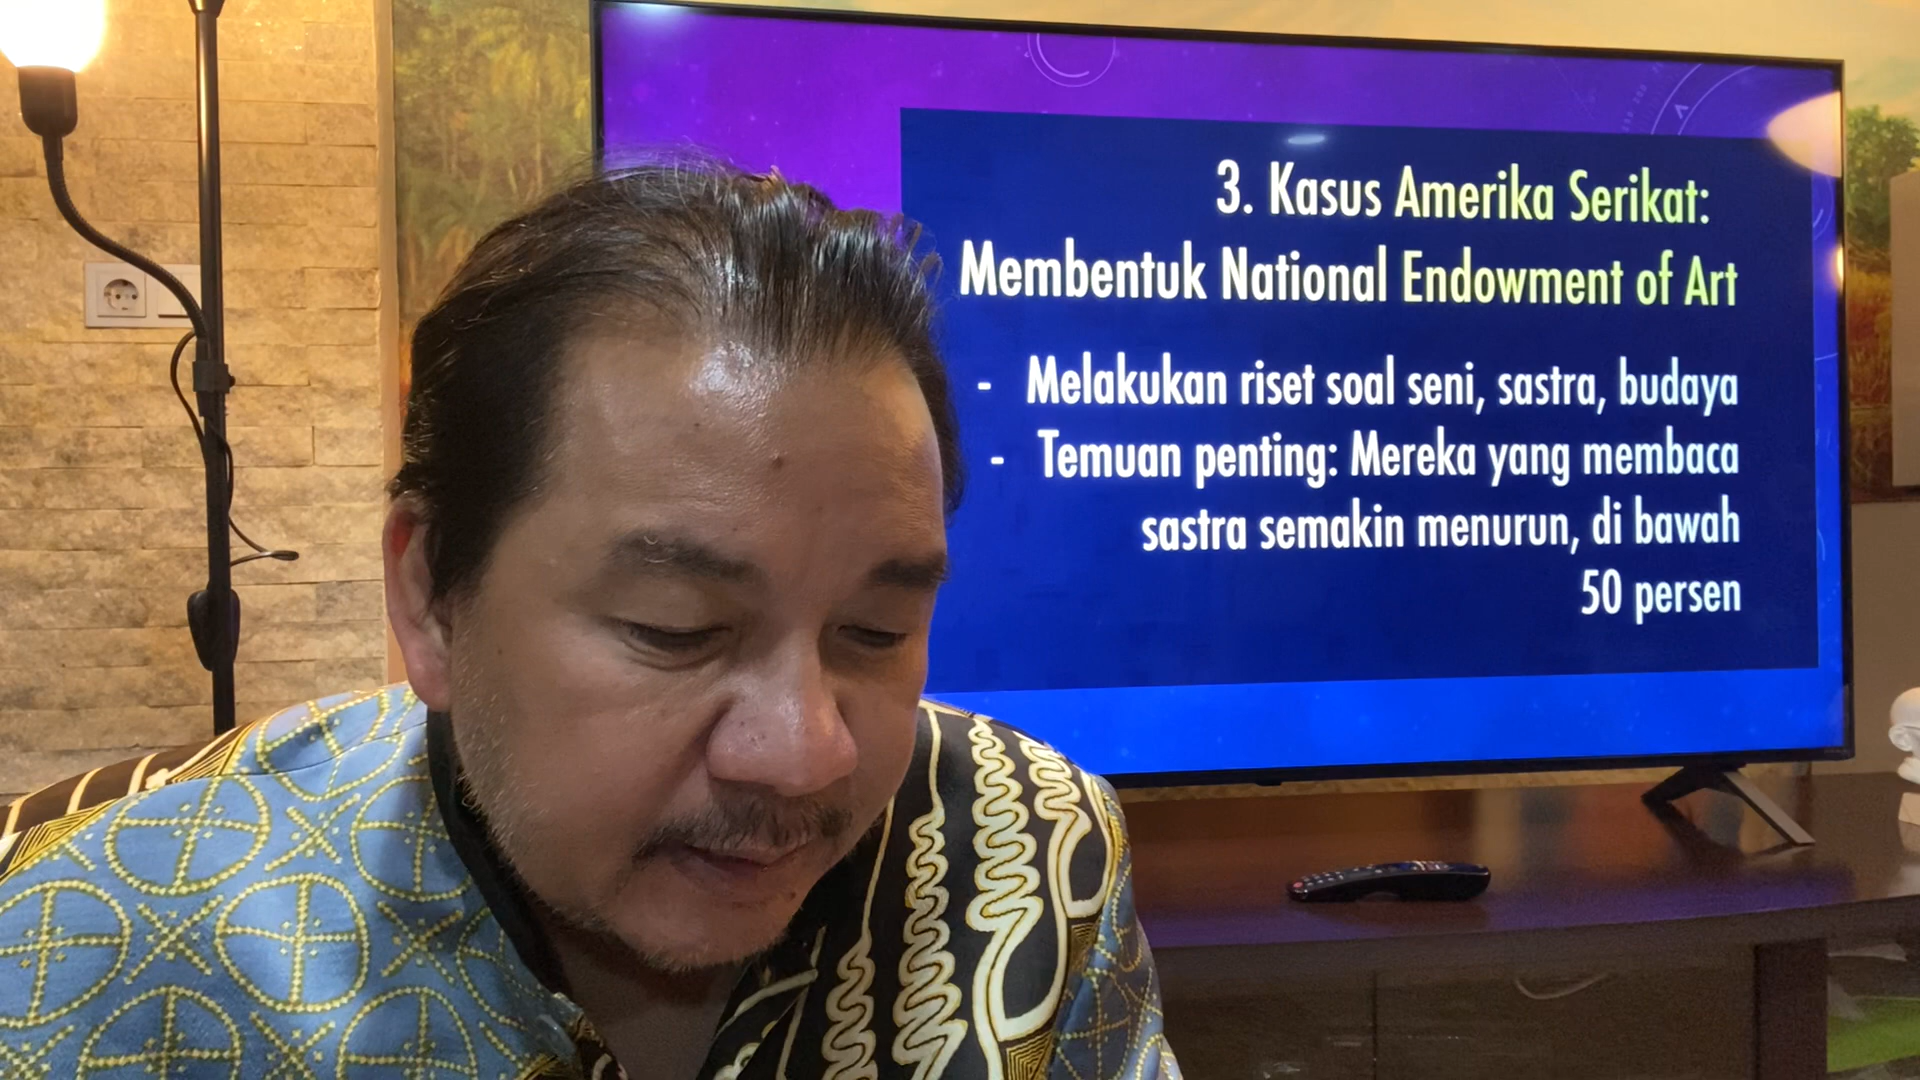 3. Kasus Amerika Serikat:
Membentuk National Endowment of Art
- Melakukan riset soal seni, sastra, budaya
- Temuan penting: Mereka yang membaca
sastra semakin menurun, di bawah
50 persen